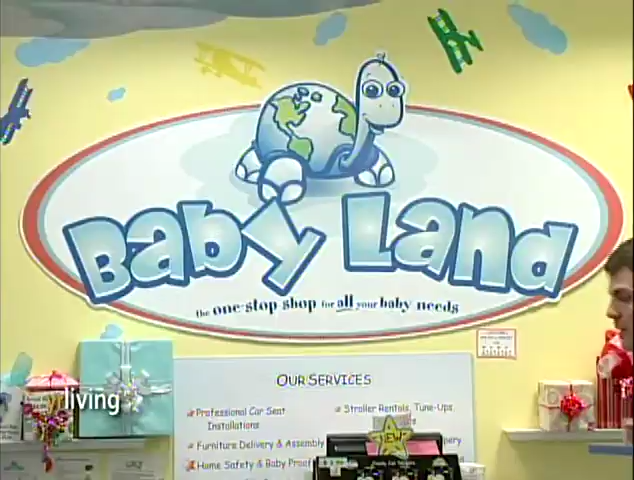 Baby Land
the one-stop shop for all your baby needs
OUR SERVICES
Professional Car Seat Installations
Stroller Rentals, Tune-Ups
Furniture Delivery & Assembly
Home Safety & Baby Proof
NEW
living